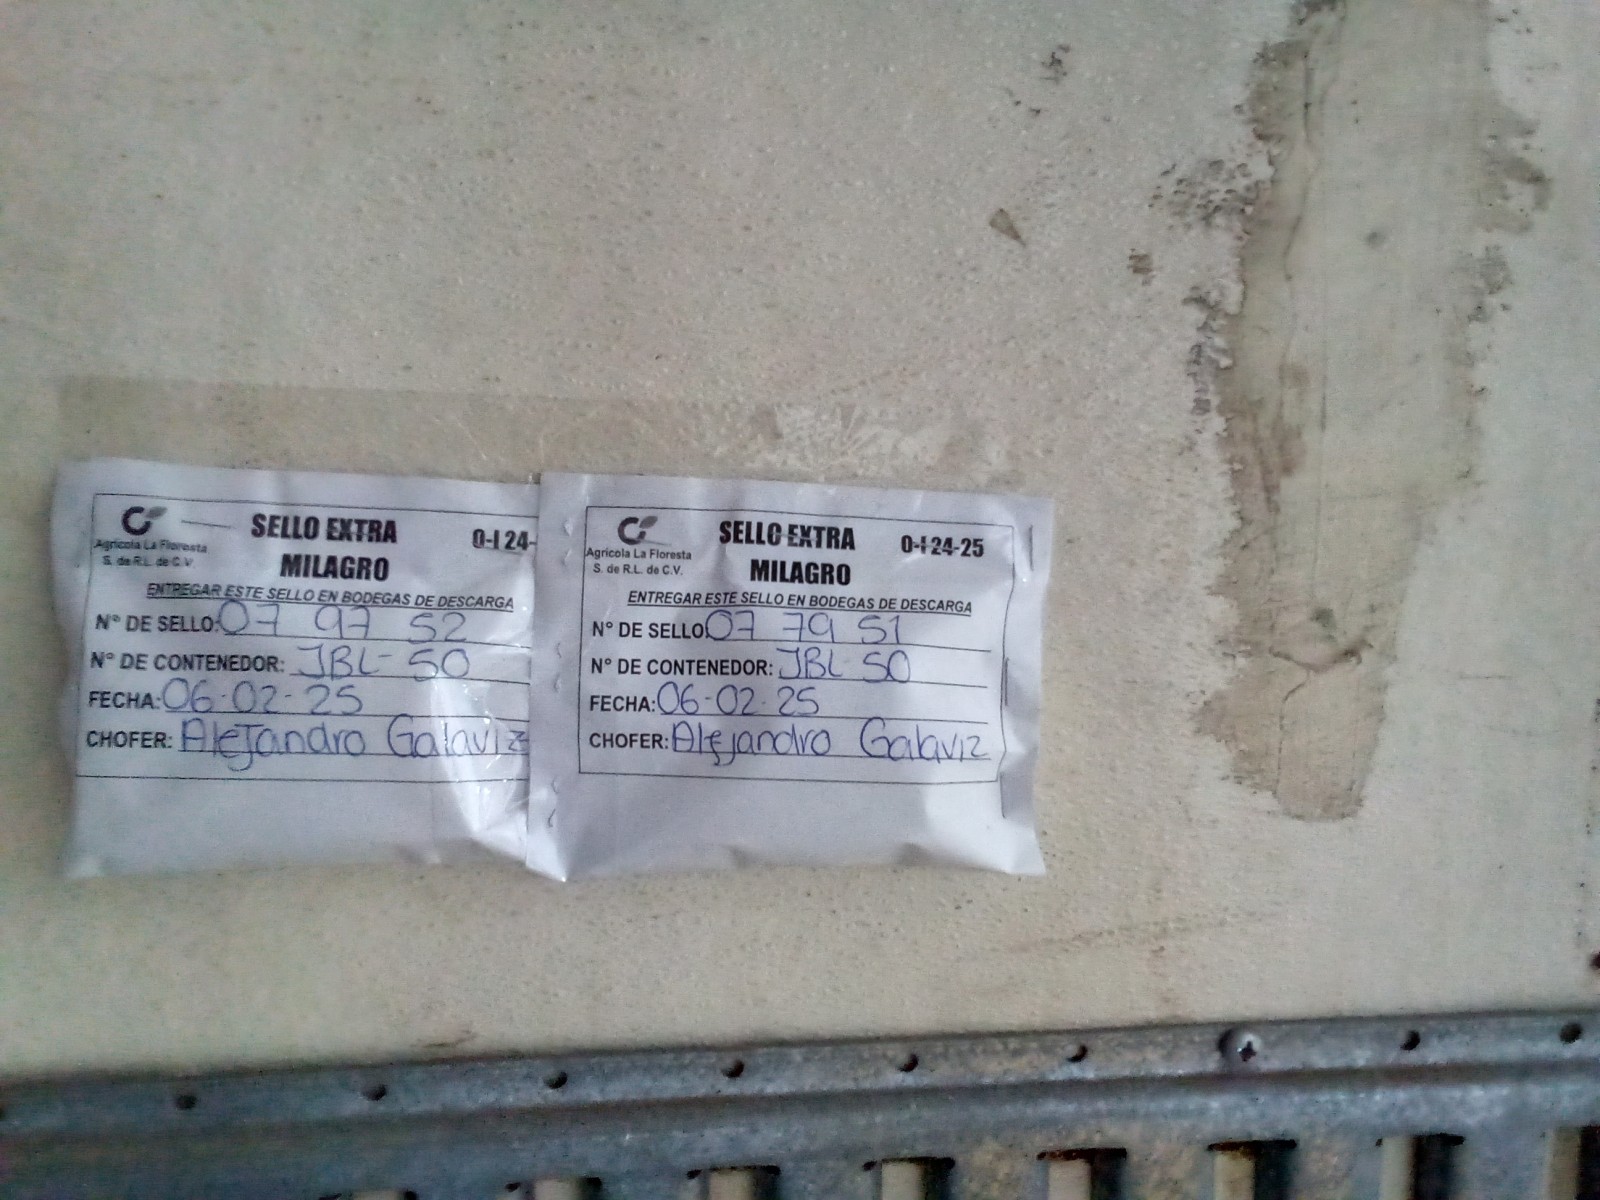 Agrícola La Floresta
S. de R.L. de C.V.
SELLO EXTRA
MILAGRO
O-I 24-
ENTREGAR ESTE SELLO EN BODEGAS DE DESCARGA
N° DE SELLO: 07 97 52
N° DE CONTENEDOR: JBL- 50
FECHA: 06-02-25
CHOFER: Alejandro Galaviz
Agrícola La Floresta
S. de R.L. de C.V.
SELLO EXTRA
MILAGRO
O-I 24-25
ENTREGAR ESTE SELLO EN BODEGAS DE DESCARGA
N° DE SELLO: 07 79 51
N° DE CONTENEDOR: JBL 50
FECHA: 06-02-25
CHOFER: Alejandro Galaviz